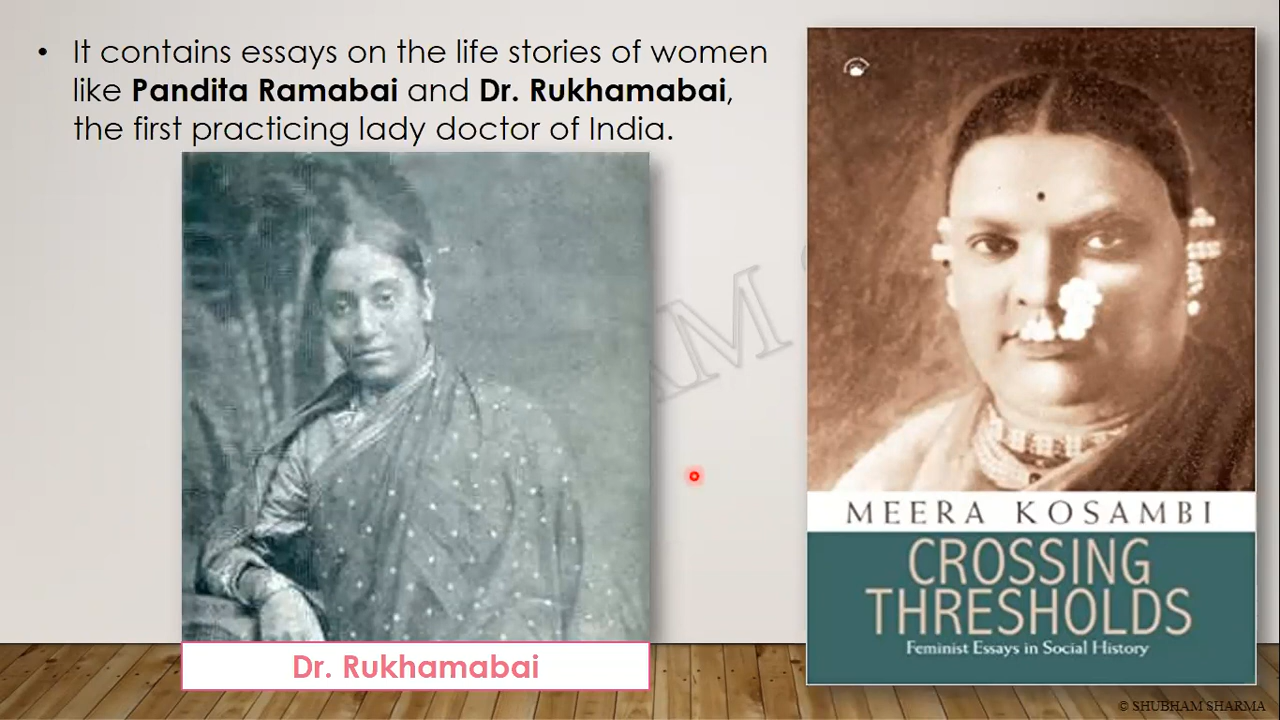 • It contains essays on the life stories of women
like Pandita Ramabai and Dr. Rukhamabai,
the first practicing lady doctor of India.
Dr. Rukhamabai
MEERA KOSAMBI
CROSSING
THRESHOLDS
Feminist Essays in Social History
© SHUBHAM SHARMA